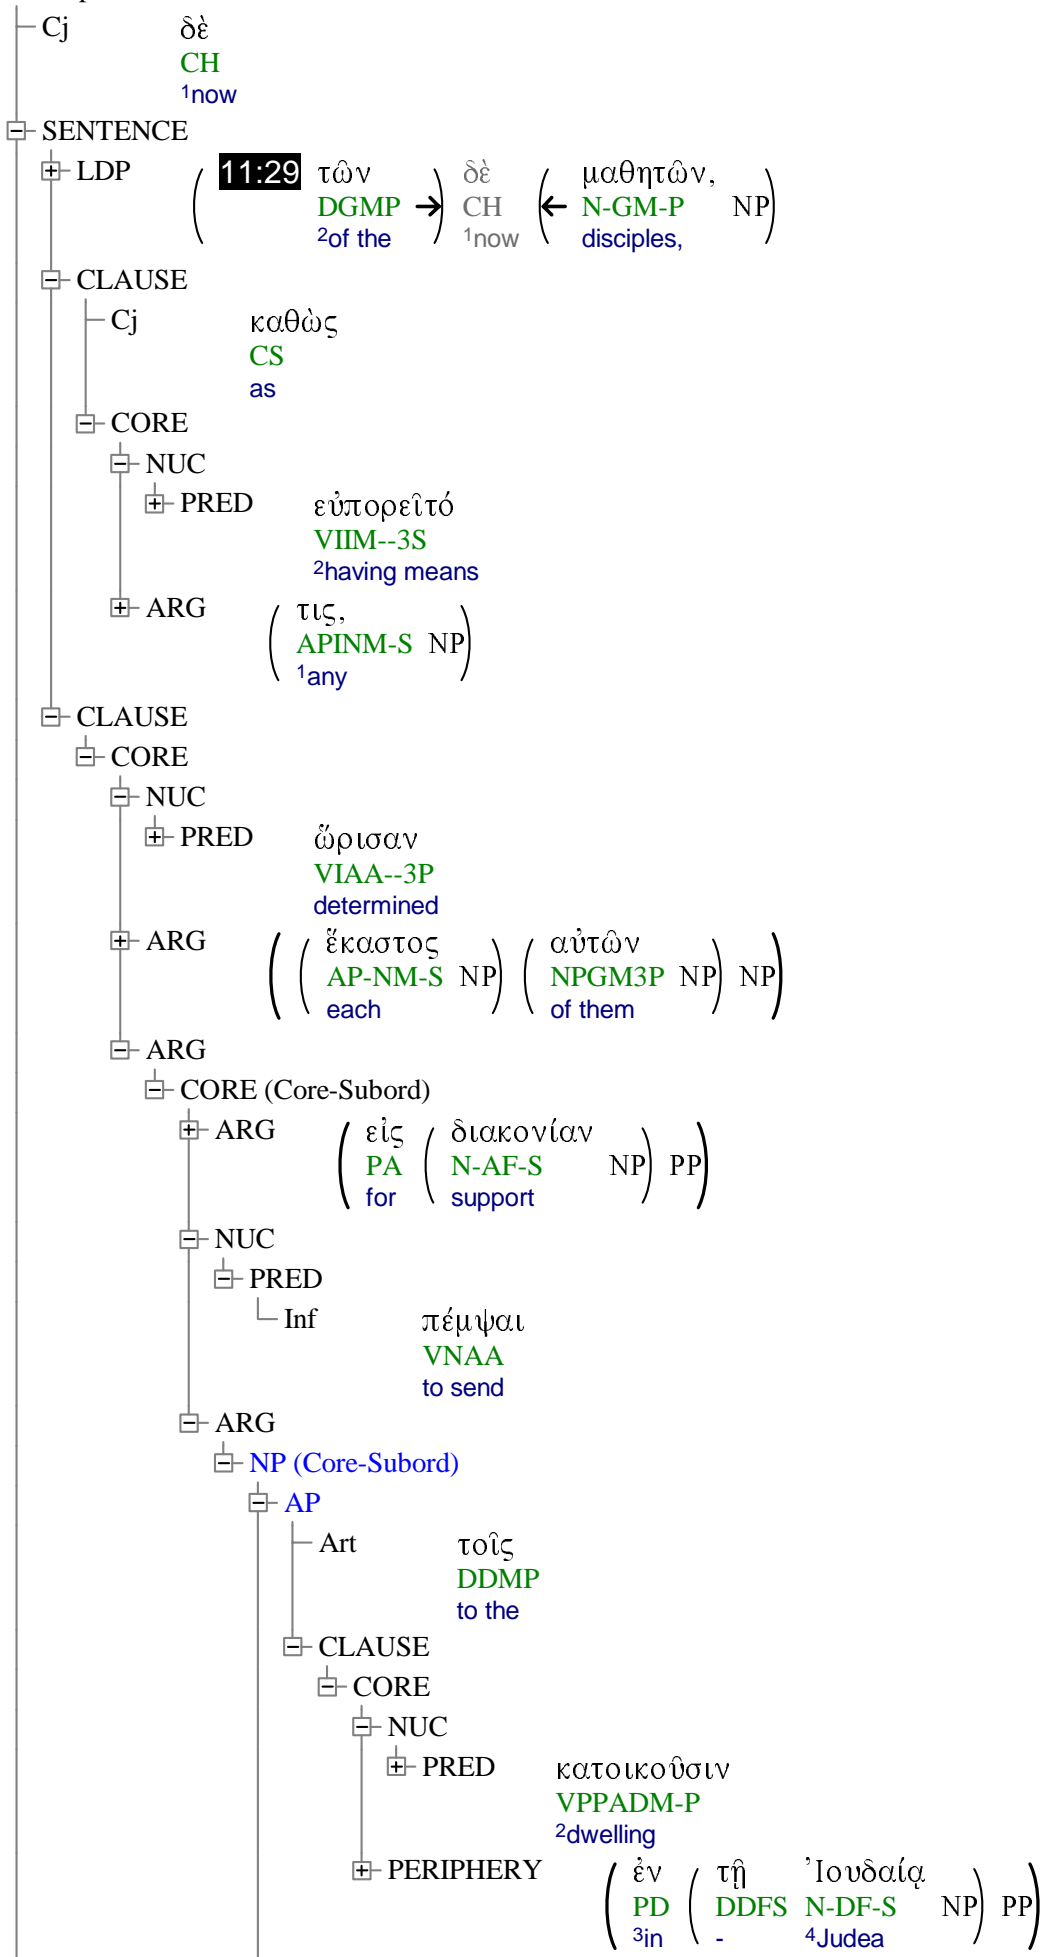 Cj δὲ
CH
1now
SENTENCE
LDP 11:29 τῶν δὲ μαθητῶν,
DGMP CH N-GM-P NP
2of the 1now disciples,
CLAUSE
Cj καθὼς
CS
as
CORE
NUC
PRED εὐπορεῖτό
VIIM--3S
2having means
ARG τις,
APINM-S NP
1any
CLAUSE
CORE
NUC
PRED ὥρισαν
VIAA--3P
determined
ARG ἕκαστος αὐτῶν
AP-NM-S NP NPGM3P NP NP
each of them
ARG
CORE (Core-Subord)
ARG εἰς διακονίαν
PA N-AF-S NP PP
for support
NUC
PRED
Inf πέμψαι
VNAA
to send
ARG
NP (Core-Subord)
AP
Art τοῖς
DDMP
to the
CLAUSE
CORE
NUC
PRED κατοικοῦσιν
VPPADM-P
2dwelling
PERIPHERY ἐν τῇ Ἰουδαίᾳ
PD DDFS N-DF-S NP PP
3in - 4Judea